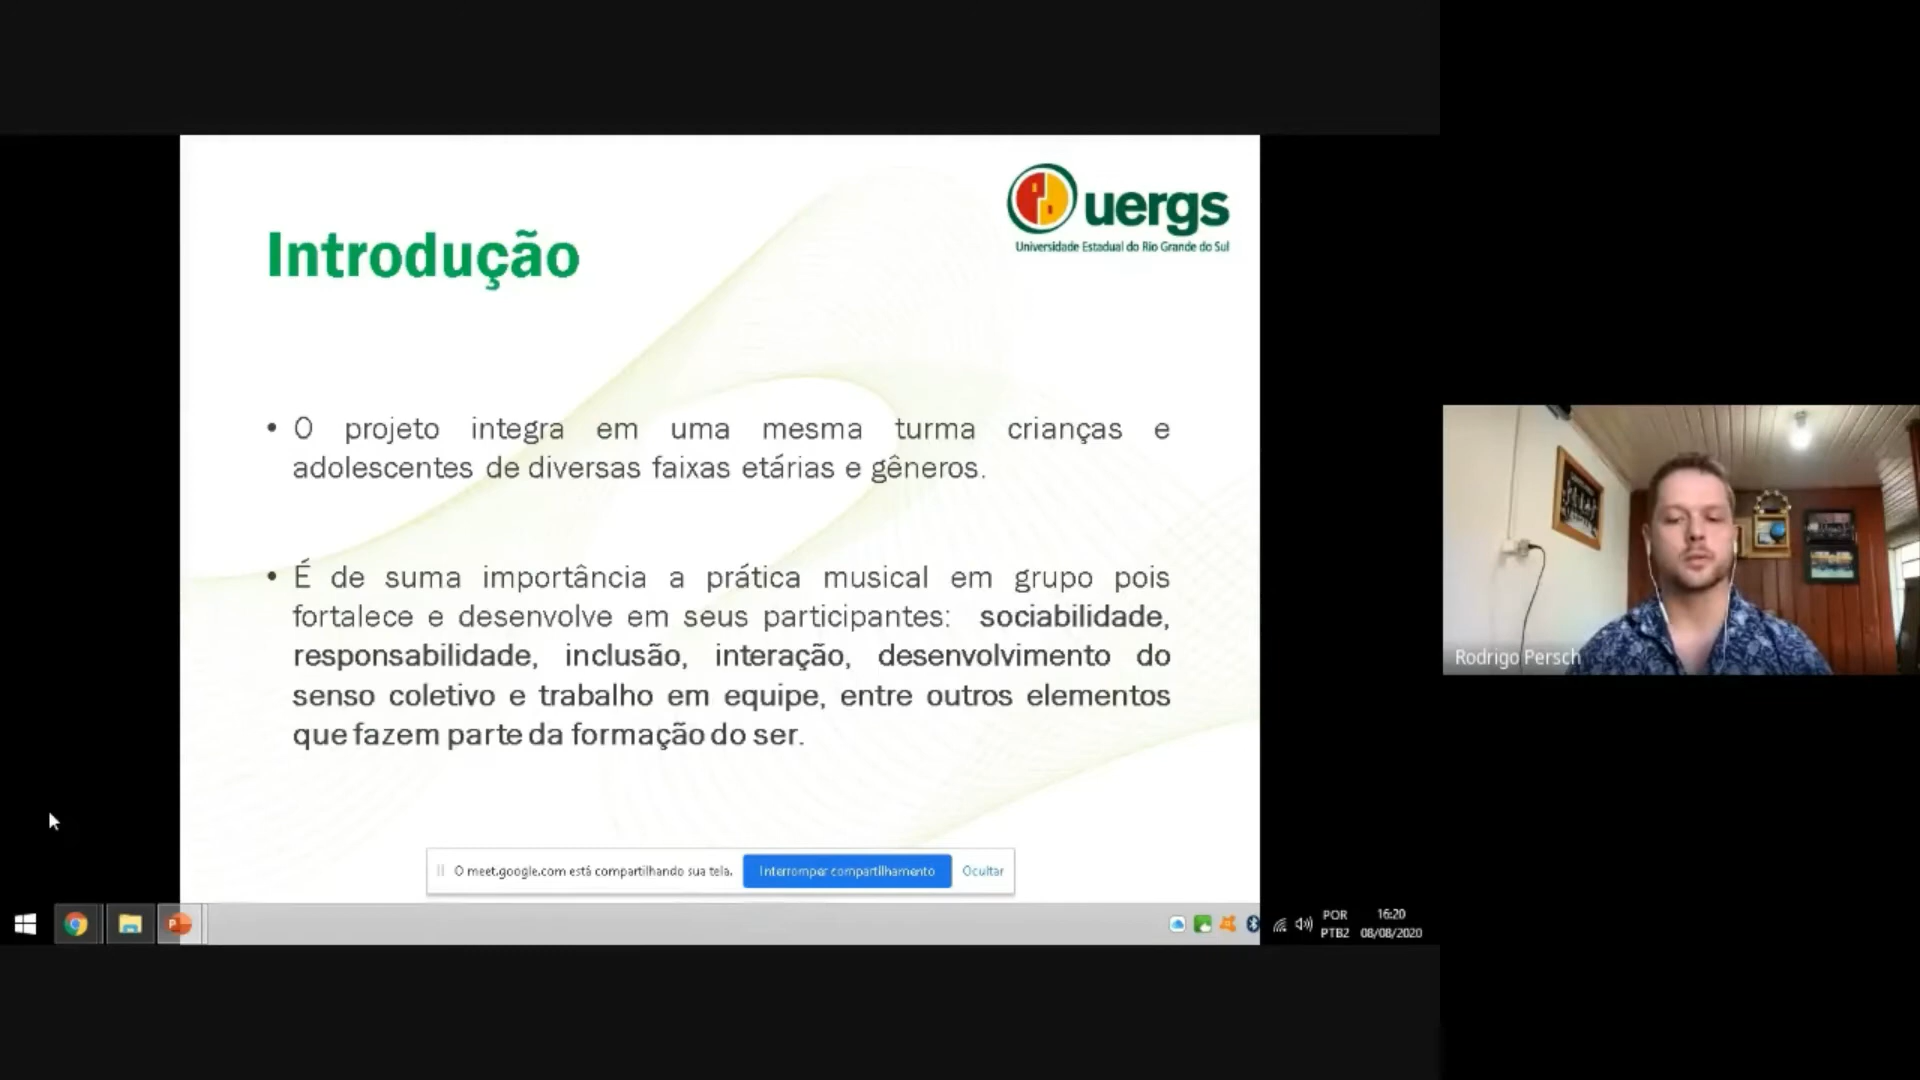 uergs
Universidade Estadual do Rio Grande do Sul
Introdução
• O projeto integra em uma mesma turma crianças e
adolescentes de diversas faixas etárias e gêneros.
• É de suma importância a prática musical em grupo pois
fortalece e desenvolve em seus participantes: sociabilidade,
responsabilidade, inclusão, interação, desenvolvimento do
senso coletivo e trabalho em equipe, entre outros elementos
que fazem parte da formação do ser.
Rodrigo Persch
O meet.google.com está compartilhando sua tela.
Interromper compartilhamento
Ocultar
POR
PTB2
16:20
08/08/2020